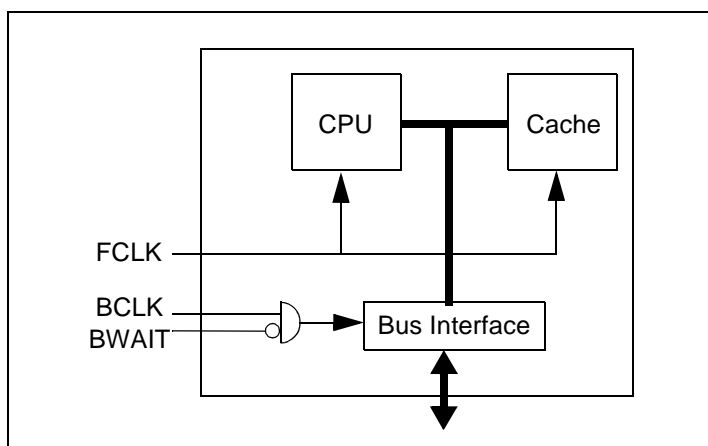 CPU
Cache
FCLK
BCLK
BWAIT
Bus Interface